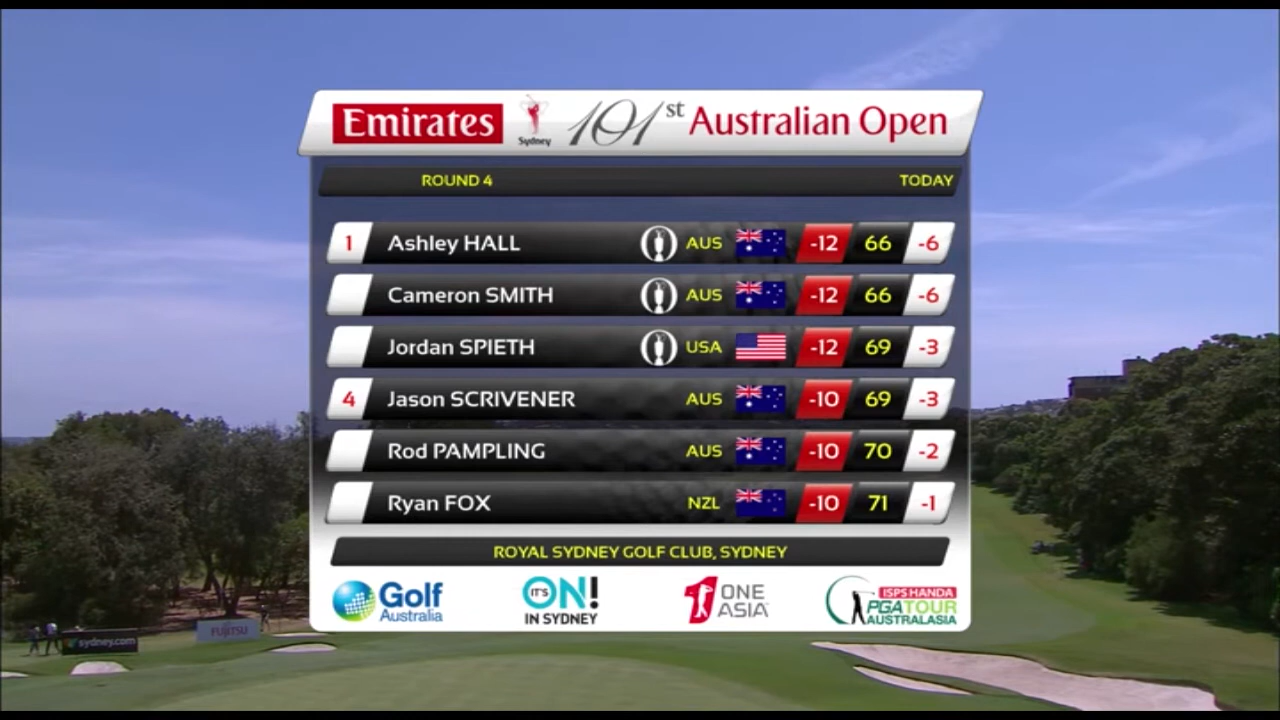 Emirates Sydney 101st Australian Open
ROUND 4 TODAY
1 Ashley HALL AUS -12 66 -6
Cameron SMITH AUS -12 66 -6
Jordan SPIETH USA -12 69 -3
4 Jason SCRIVENER AUS -10 69 -3
Rod PAMPLING AUS -10 70 -2
Ryan FOX NZL -10 71 -1
ROYAL SYDNEY GOLF CLUB, SYDNEY
Golf Australia
IT'S ON!
IN SYDNEY
1 ONE
ASIA
ISPS HANDA
PGA TOUR
AUSTRALASIA
sydney.com
FUJITSU